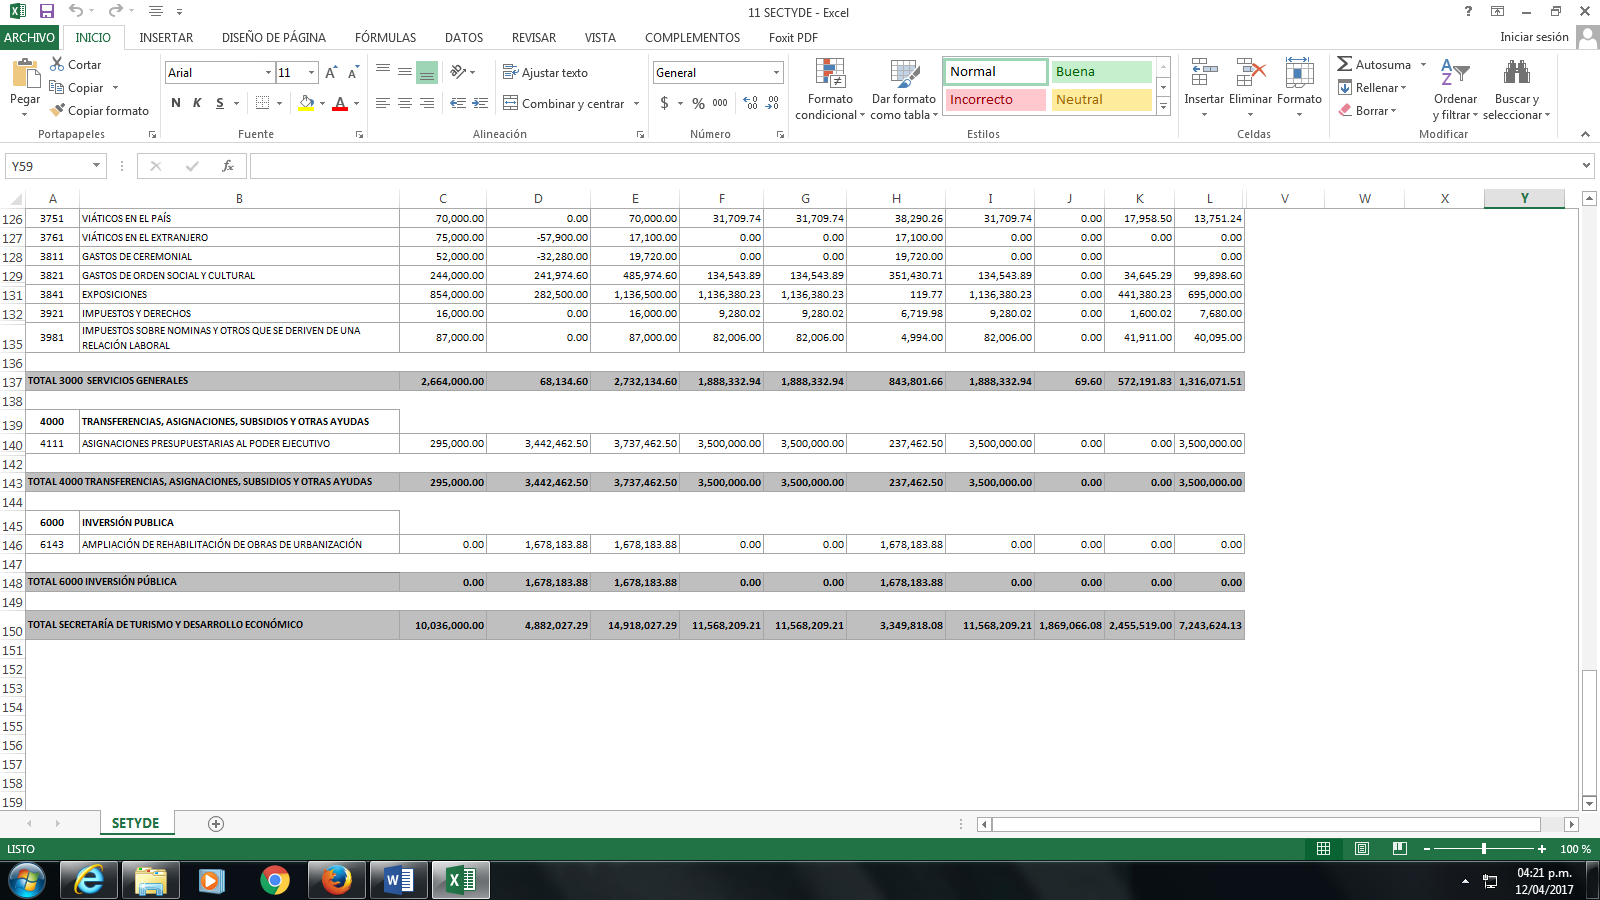 11 SECTYDE - Excel
?
ARCHIVO INICIO INSERTAR DISEÑO DE PÁGINA FÓRMULAS DATOS REVISAR VISTA COMPLEMENTOS Foxit PDF Iniciar sesión
Pegar
Cortar
Copiar
Copiar formato
Portapapeles
Arial 11
N K S
Fuente
Ajustar texto
Combinar y centrar
Alineación
General
$ % 000
Número
Formato condicional
Dar formato como tabla
Normal Buena
Incorrecto Neutral
Estilos
Insertar Eliminar Formato
Celdas
Autosuma
Rellenar
Borrar
Ordenar y filtrar
Buscar y seleccionar
Modificar
Y59 fx
A B C D E F G H I J K L V W X Y
126 3751 VIÁTICOS EN EL PAÍS 70,000.00 0.00 70,000.00 31,709.74 31,709.74 38,290.26 31,709.74 0.00 17,958.50 13,751.24
127 3761 VIÁTICOS EN EL EXTRANJERO 75,000.00 -57,900.00 17,100.00 0.00 0.00 17,100.00 0.00 0.00 0.00 0.00
128 3811 GASTOS DE CEREMONIAL 52,000.00 -32,280.00 19,720.00 0.00 0.00 19,720.00 0.00 0.00 0.00
129 3821 GASTOS DE ORDEN SOCIAL Y CULTURAL 244,000.00 241,974.60 485,974.60 134,543.89 134,543.89 351,430.71 134,543.89 0.00 34,645.29 99,898.60
131 3841 EXPOSICIONES 854,000.00 282,500.00 1,136,500.00 1,136,380.23 1,136,380.23 119.77 1,136,380.23 0.00 441,380.23 695,000.00
132 3921 IMPUESTOS Y DERECHOS 16,000.00 0.00 16,000.00 9,280.02 9,280.02 6,719.98 9,280.02 0.00 1,600.02 7,680.00
135 3981 IMPUESTOS SOBRE NOMINAS Y OTROS QUE SE DERIVEN DE UNA
RELACIÓN LABORAL 87,000.00 0.00 87,000.00 82,006.00 82,006.00 4,994.00 82,006.00 0.00 41,911.00 40,095.00
136
137 TOTAL 3000 SERVICIOS GENERALES 2,664,000.00 68,134.60 2,732,134.60 1,888,332.94 1,888,332.94 843,801.66 1,888,332.94 69.60 572,191.83 1,316,071.51
138
139 4000 TRANSFERENCIAS, ASIGNACIONES, SUBSIDIOS Y OTRAS AYUDAS
140 4111 ASIGNACIONES PRESUPUESTARIAS AL PODER EJECUTIVO 295,000.00 3,442,462.50 3,737,462.50 3,500,000.00 3,500,000.00 237,462.50 3,500,000.00 0.00 0.00 3,500,000.00
142
143 TOTAL 4000 TRANSFERENCIAS, ASIGNACIONES, SUBSIDIOS Y OTRAS AYUDAS 295,000.00 3,442,462.50 3,737,462.50 3,500,000.00 3,500,000.00 237,462.50 3,500,000.00 0.00 0.00 3,500,000.00
144
145 6000 INVERSIÓN PUBLICA
146 6143 AMPLIACIÓN DE REHABILITACIÓN DE OBRAS DE URBANIZACIÓN 0.00 1,678,183.88 1,678,183.88 0.00 0.00 1,678,183.88 0.00 0.00 0.00 0.00
147
148 TOTAL 6000 INVERSIÓN PÚBLICA 0.00 1,678,183.88 1,678,183.88 0.00 0.00 1,678,183.88 0.00 0.00 0.00 0.00
149
150 TOTAL SECRETARÍA DE TURISMO Y DESARROLLO ECONÓMICO 10,036,000.00 4,882,027.29 14,918,027.29 11,568,209.21 11,568,209.21 3,349,818.08 11,568,209.21 1,869,066.08 2,455,519.00 7,243,624.13
151
152
153
154
155
156
157
158
159
SETYDE
LISTO 100 %
04:21 p.m.
12/04/2017